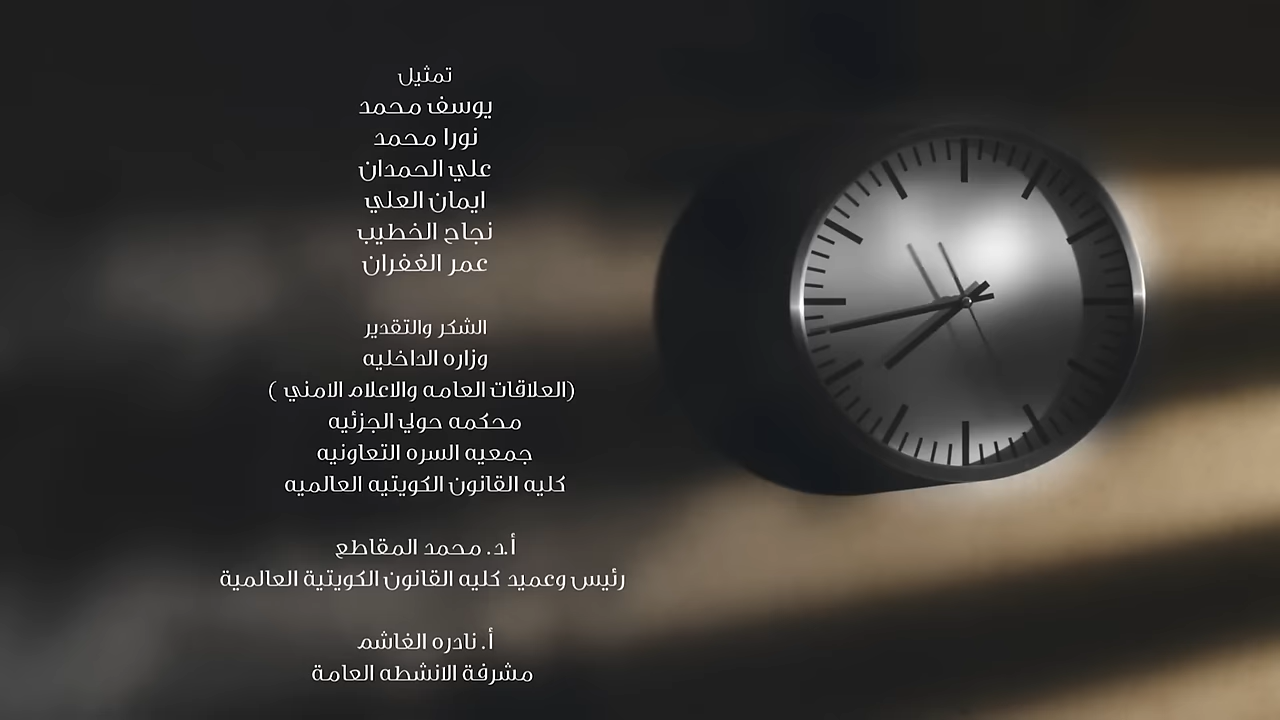 تمثيل
يوسف محمد
نورا محمد
علي الحمدان
ايمان العلي
نجاح الخطيب
عمر الغفران
الشكر والتقدير
وزاره الداخليه
(العلاقات العامه والاعلام الامني )
محكمه حولي الجزئيه
جمعيه السره التعاونيه
كليه القانون الكويتيه العالميه
أ.د. محمد المقاطع
رئيس وعميد كليه القانون الكويتية العالمية
أ. نادره الغاشم
مشرفة الانشطه العامة